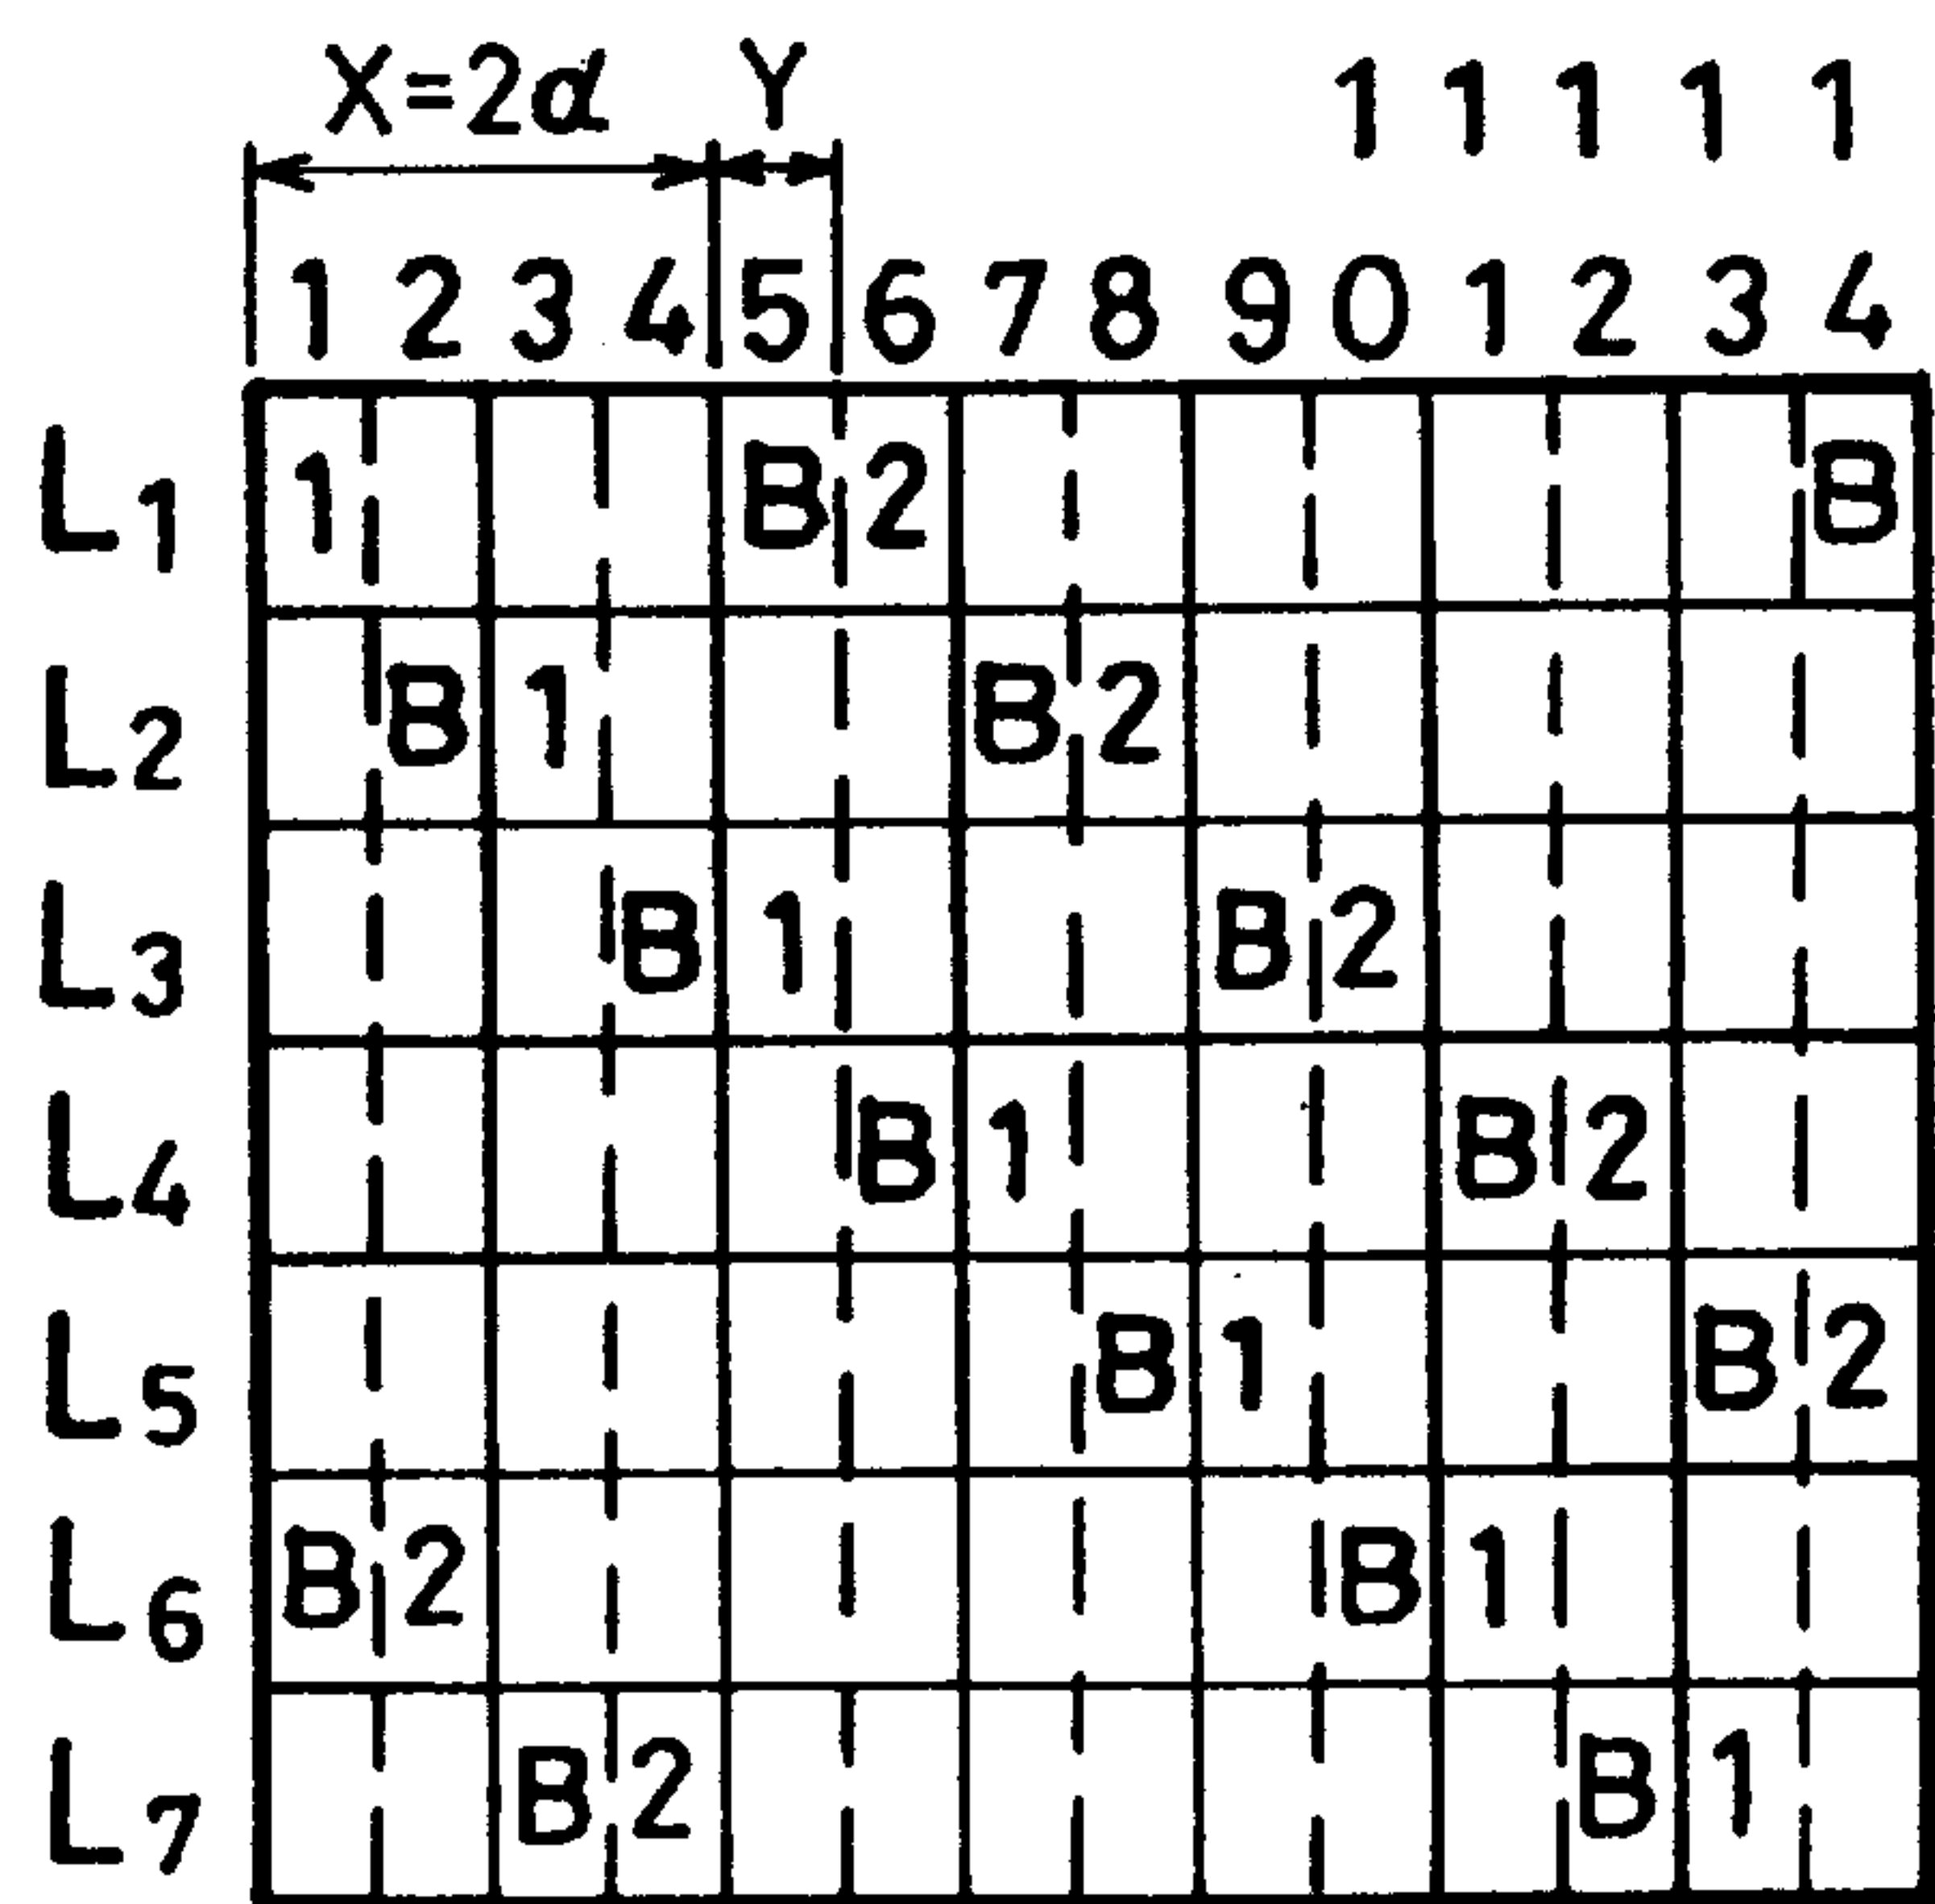 X=2α Y 1 1 1 1 1
1 2 3 4 5 6 7 8 9 0 1 2 3 4
L1 1 B 2 B
L2 B 1 B 2
L3 B 1 B 2
L4 B 1 B 2
L5 B 1 B 2
L6 B 2 B 1
L7 B 2 B 1